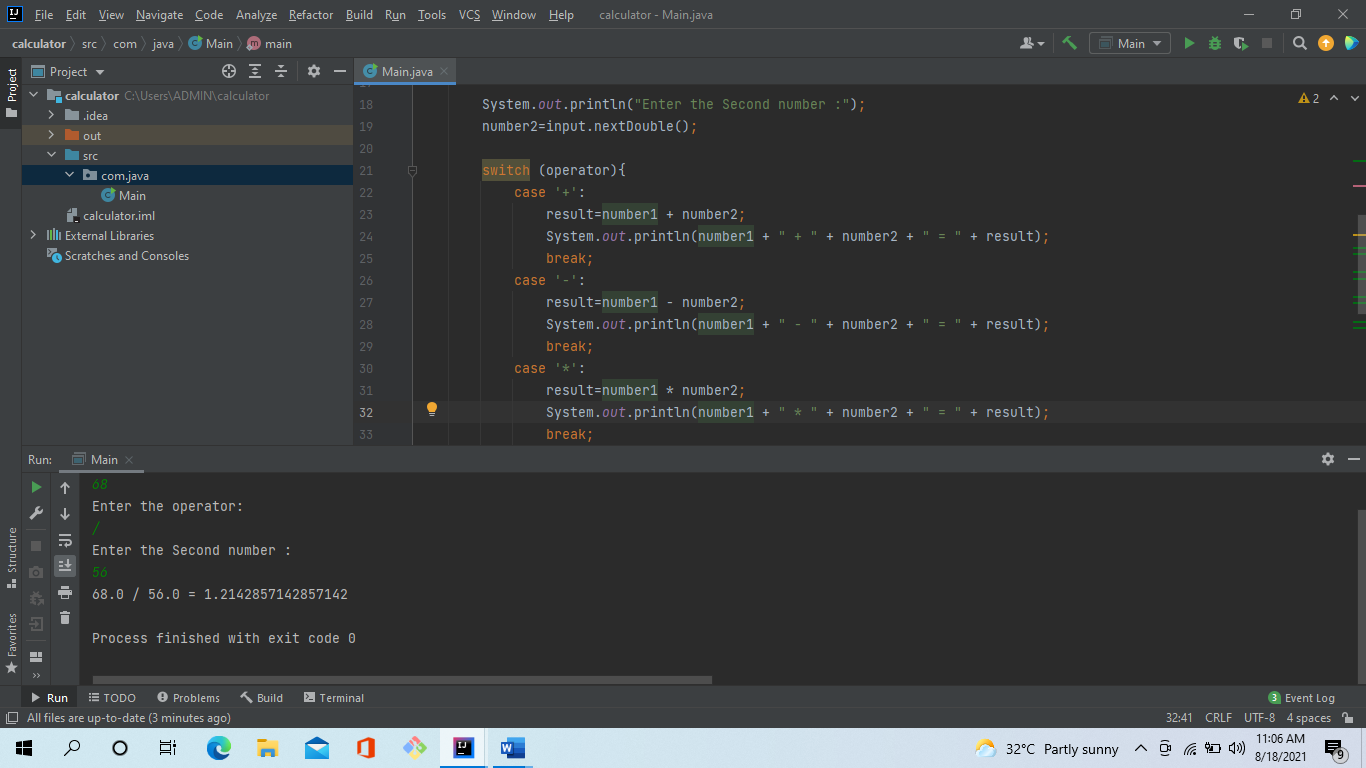 File Edit View Navigate Code Analyze Refactor Build Run Tools VCS Window Help calculator - Main.java
calculator src com java Main main
Main
Project
Project
calculator C:\Users\ADMIN\calculator
.idea
out
src
com.java
Main
calculator.iml
External Libraries
Scratches and Consoles
Main.java
2
18 System.out.println("Enter the Second number :");
19 number2=input.nextDouble();
20
21 switch (operator){
22 case '+':
23 result=number1 + number2;
24 System.out.println(number1 + " + " + number2 + " = " + result);
25 break;
26 case '-':
27 result=number1 - number2;
28 System.out.println(number1 + " - " + number2 + " = " + result);
29 break;
30 case '*':
31 result=number1 * number2;
32 System.out.println(number1 + " * " + number2 + " = " + result);
33 break;
Run: Main
Structure
Favorites
68
Enter the operator:
/
Enter the Second number :
56
68.0 / 56.0 = 1.2142857142857142
Process finished with exit code 0
Run TODO Problems Build Terminal 3 Event Log
All files are up-to-date (3 minutes ago) 32:41 CRLF UTF-8 4 spaces
32°C Partly sunny
11:06 AM
8/18/2021
9